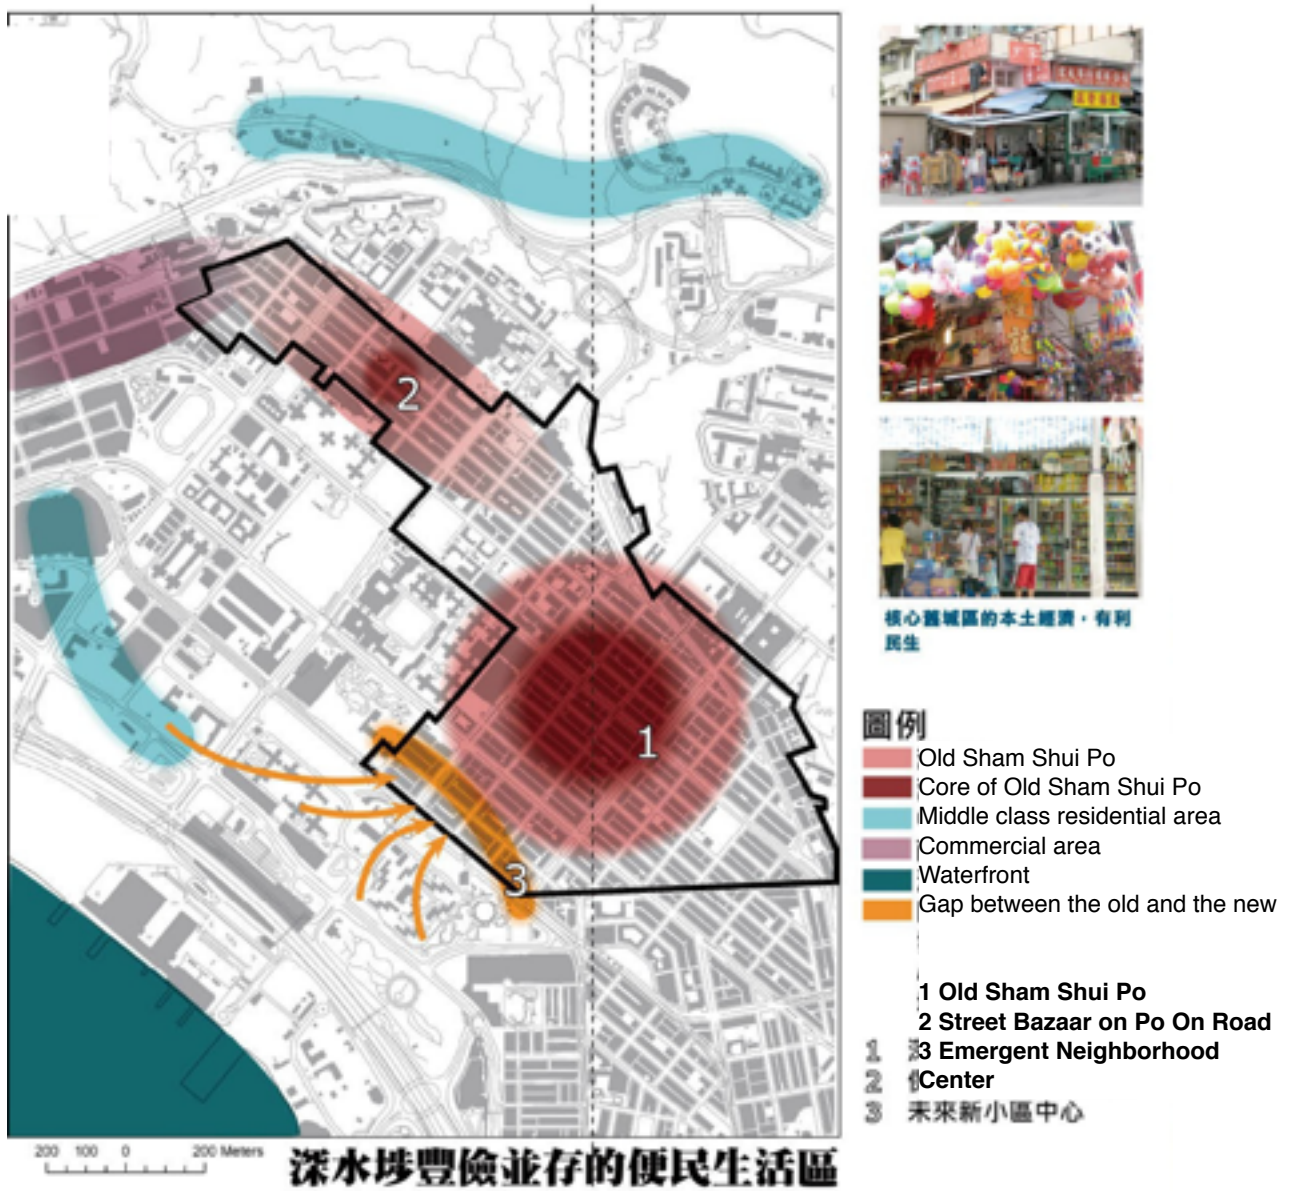 2
1
3
核心舊城區的本土經濟，有利
民生
圖例
Old Sham Shui Po
Core of Old Sham Shui Po
Middle class residential area
Commercial area
Waterfront
Gap between the old and the new
1 Old Sham Shui Po
2 Street Bazaar on Po On Road
1 3 Emergent Neighborhood
2 Center
3 未來新小區中心
200 100 0 200 Meters
深水埗豐儉並存的便民生活區